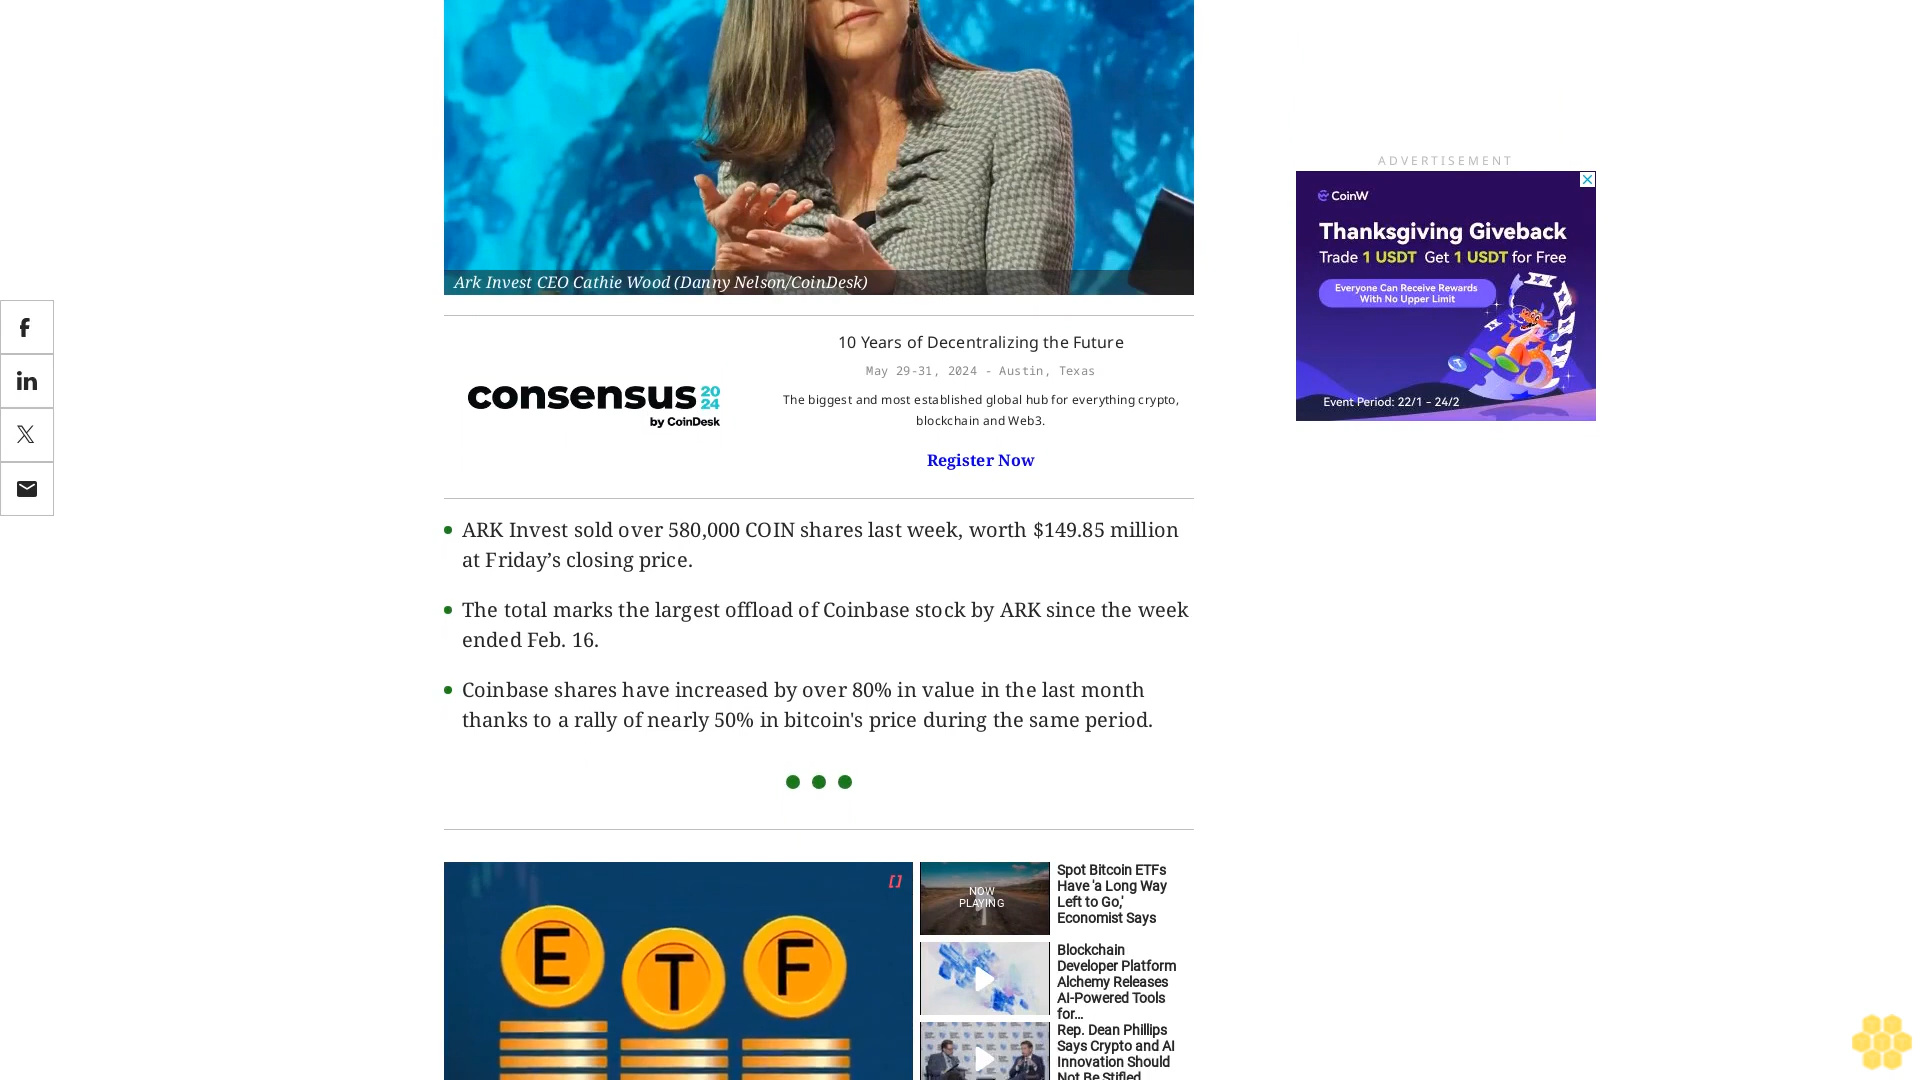 Ark Invest CEO Cathie Wood (Danny Nelson/CoinDesk)
consensus 20
24
by CoinDesk
10 Years of Decentralizing the Future
May 29-31, 2024 - Austin, Texas
The biggest and most established global hub for everything crypto,
blockchain and Web3.
Register Now
ARK Invest sold over 580,000 COIN shares last week, worth $149.85 million
at Friday’s closing price.
The total marks the largest offload of Coinbase stock by ARK since the week
ended Feb. 16.
Coinbase shares have increased by over 80% in value in the last month
thanks to a rally of nearly 50% in bitcoin's price during the same period.
E T F
NOW
PLAYING
Spot Bitcoin ETFs
Have 'a Long Way
Left to Go,'
Economist Says
Blockchain
Developer Platform
Alchemy Releases
AI-Powered Tools
for...
Rep. Dean Phillips
Says Crypto and AI
Innovation Should
Not Be Stifled
ADVERTISEMENT
CoinW
Thanksgiving Giveback
Trade 1 USDT Get 1 USDT for Free
Everyone Can Receive Rewards
With No Upper Limit
Event Period: 22/1 - 24/2